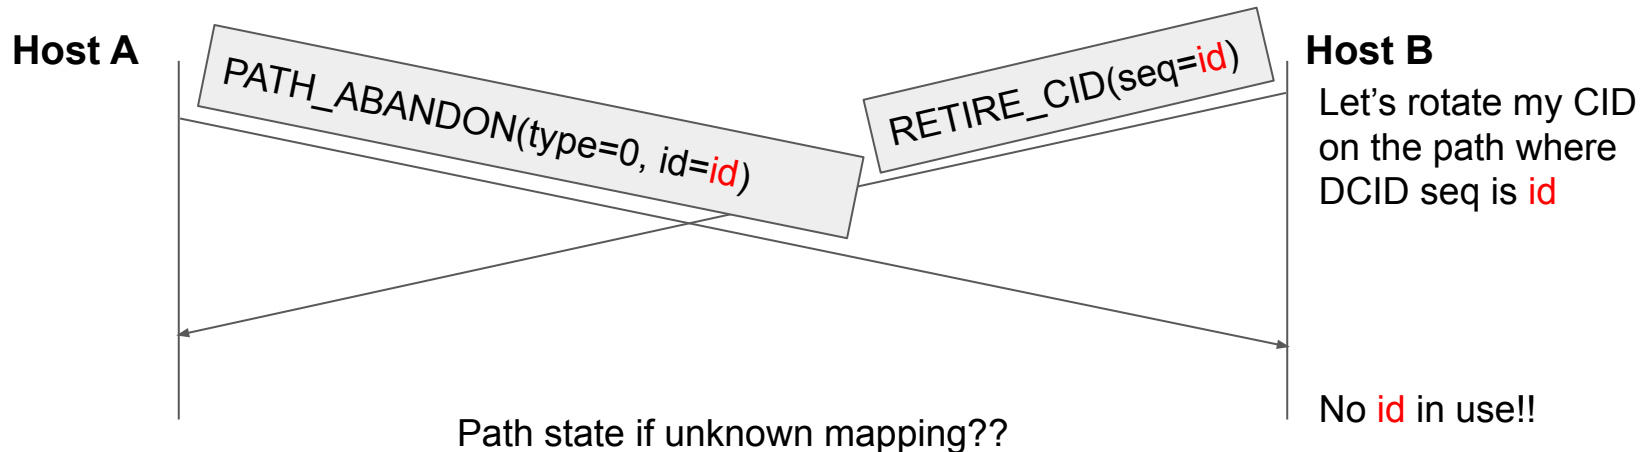 Host A
PATH_ABANDON(type=0, id=id)
RETIRE_CID(seq=id)
Host B
Let’s rotate my CID
on the path where
DCID seq is id
No id in use!!
Path state if unknown mapping??